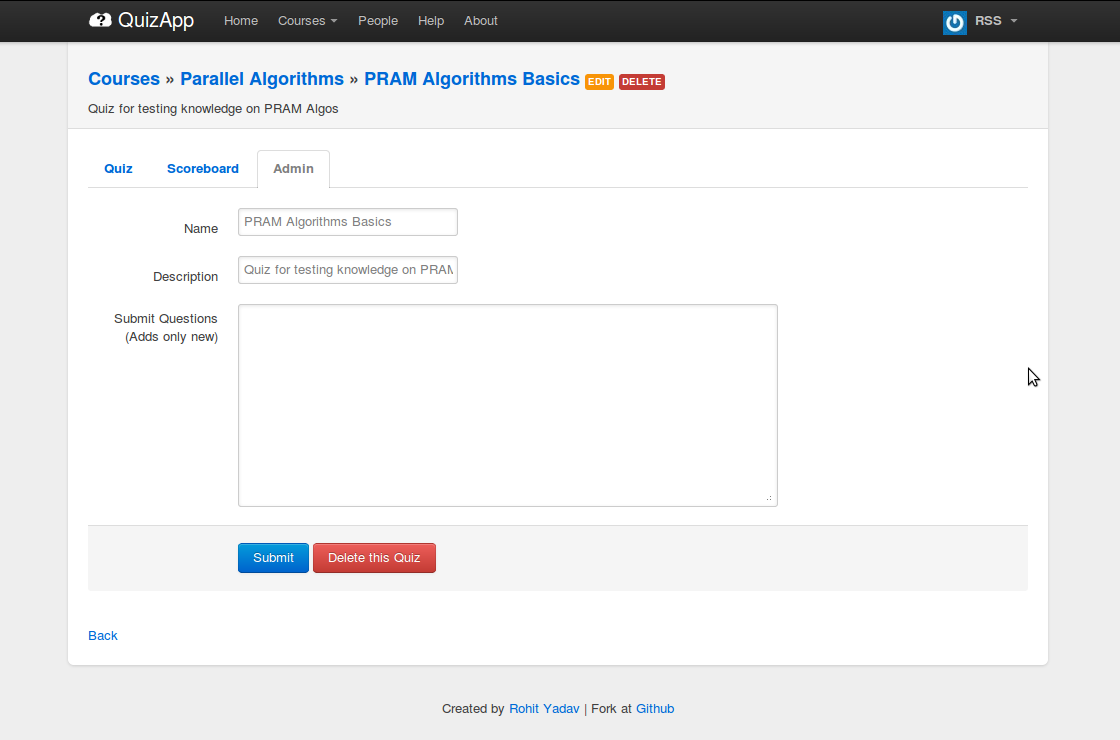 QuizApp Home Courses People Help About RSS
Courses » Parallel Algorithms » PRAM Algorithms Basics EDIT DELETE
Quiz for testing knowledge on PRAM Algos
Quiz Scoreboard Admin
Name PRAM Algorithms Basics
Description Quiz for testing knowledge on PRAM
Submit Questions
(Adds only new)
Submit Delete this Quiz
Back
Created by Rohit Yadav | Fork at Github